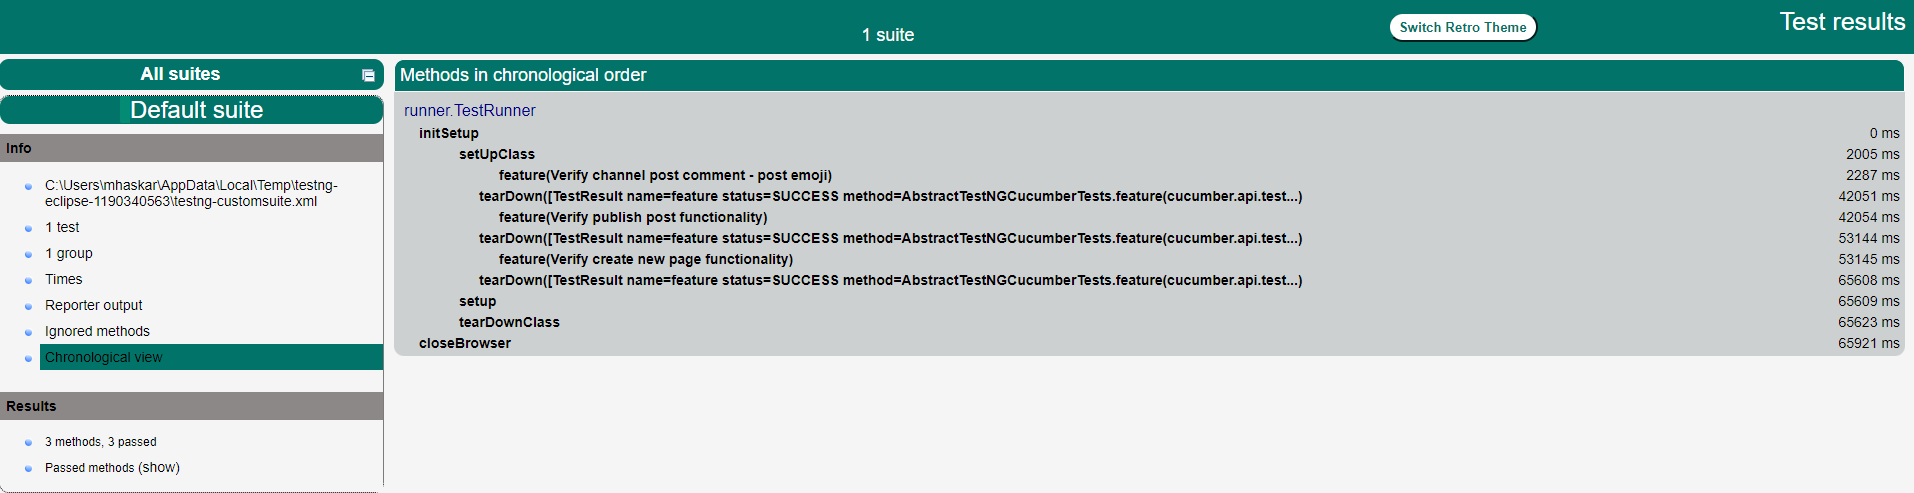 1 suite
Switch Retro Theme
Test results
All suites
Default suite
Info
C:\Users\mhaskar\AppData\Local\Temp\testng-
eclipse-1190340563\testng-customsuite.xml
1 test
1 group
Times
Reporter output
Ignored methods
Chronological view
Results
3 methods, 3 passed
Passed methods (show)
Methods in chronological order
runner.TestRunner
initSetup 0 ms
setUpClass 2005 ms
feature(Verify channel post comment - post emoji) 2287 ms
tearDown([TestResult name=feature status=SUCCESS method=AbstractTestNGCucumberTests.feature(cucumber.api.test...) 42051 ms
feature(Verify publish post functionality) 42054 ms
tearDown([TestResult name=feature status=SUCCESS method=AbstractTestNGCucumberTests.feature(cucumber.api.test...) 53144 ms
feature(Verify create new page functionality) 53145 ms
tearDown([TestResult name=feature status=SUCCESS method=AbstractTestNGCucumberTests.feature(cucumber.api.test...) 65608 ms
setup 65609 ms
tearDownClass 65623 ms
closeBrowser 65921 ms